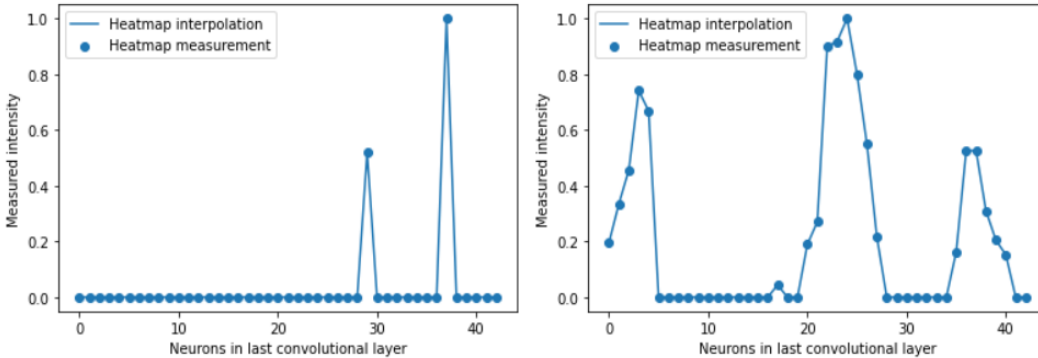 Heatmap interpolation
Heatmap measurement
1.0
0.8
0.6
0.4
0.2
0.0
Measured intensity
0
10
20
30
40
Neurons in last convolutional layer
Heatmap interpolation
Heatmap measurement
1.0
0.8
0.6
0.4
0.2
0.0
Measured intensity
0
10
20
30
40
Neurons in last convolutional layer